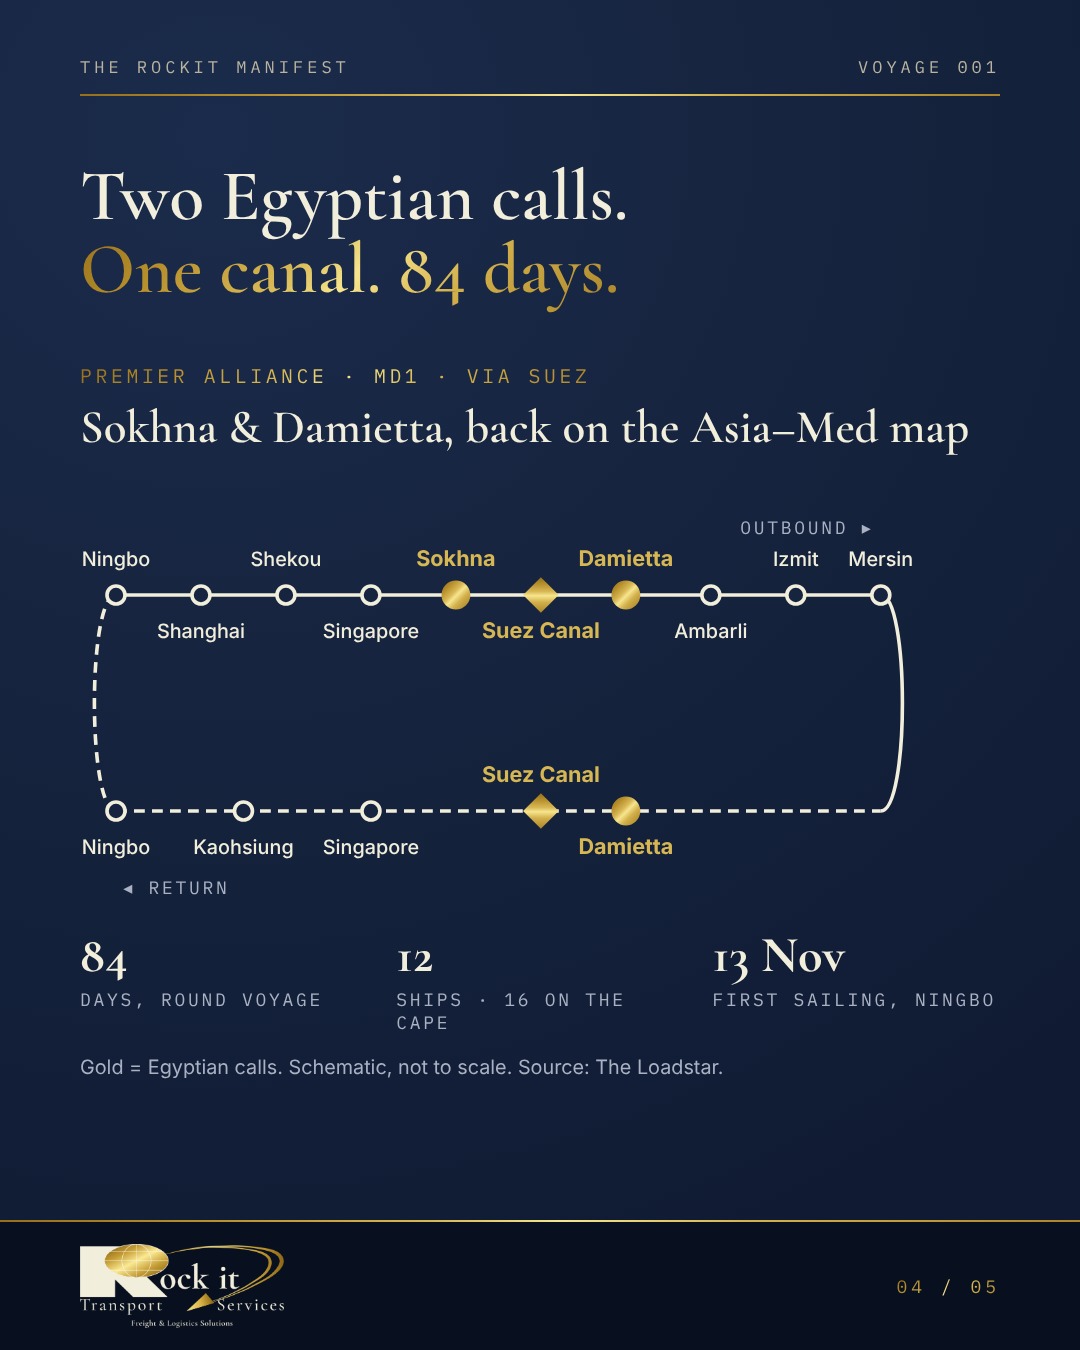 THE ROCKIT MANIFEST
VOYAGE 001
Two Egyptian calls.
One canal. 84 days.
PREMIER ALLIANCE · MD1 · VIA SUEZ
Sokhna & Damietta, back on the Asia–Med map
OUTBOUND ►
Ningbo
Shekou
Sokhna
Damietta
Izmit
Mersin
Shanghai
Singapore
Suez Canal
Ambarli
Suez Canal
Ningbo
Kaohsiung
Singapore
Damietta
◄ RETURN
84
DAYS, ROUND VOYAGE
12
SHIPS · 16 ON THE
CAPE
13 Nov
FIRST SAILING, NINGBO
Gold = Egyptian calls. Schematic, not to scale. Source: The Loadstar.
Rock it
Transport Services
Freight & Logistics Solutions
04 / 05